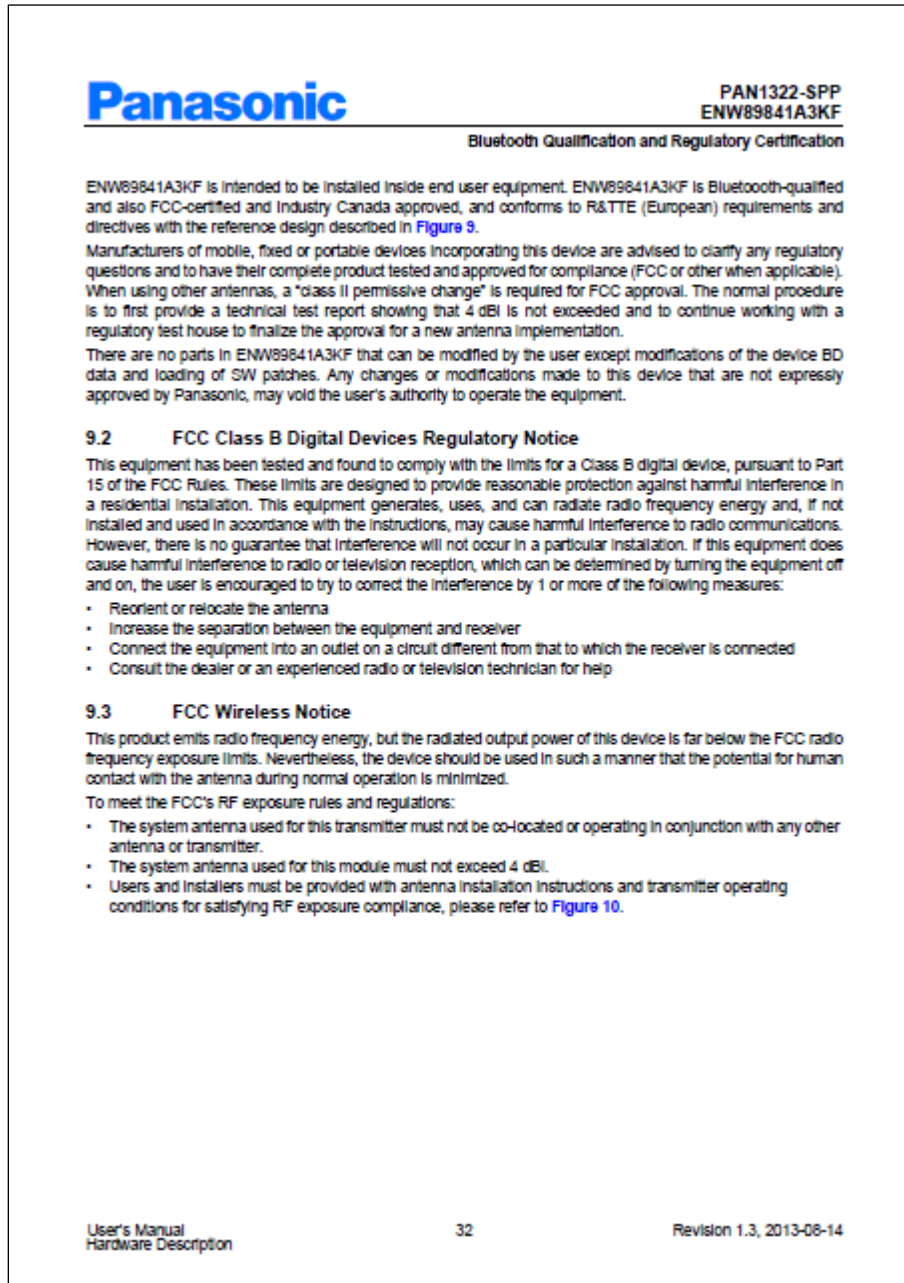 Panasonic
PAN1322-SPP
ENW89841A3KF
Bluetooth Qualification and Regulatory Certification
ENW89841A3KF is intended to be installed inside end user equipment. ENW89841A3KF is Bluetoooth-qualified
and also FCC-certified and Industry Canada approved, and conforms to R&TTE (European) requirements and
directives with the reference design described in Figure 9.
Manufacturers of mobile, fixed or portable devices incorporating this device are advised to clarify any regulatory
questions and to have their complete product tested and approved for compliance (FCC or other when applicable).
When using other antennas, a "class II permissive change" is required for FCC approval. The normal procedure
is to first provide a technical test report showing that 4 dBi is not exceeded and to continue working with a
regulatory test house to finalize the approval for a new antenna implementation.
There are no parts in ENW89841A3KF that can be modified by the user except modifications of the device BD
data and loading of SW patches. Any changes or modifications made to this device that are not expressly
approved by Panasonic, may void the user's authority to operate the equipment.
9.2 FCC Class B Digital Devices Regulatory Notice
This equipment has been tested and found to comply with the limits for a Class B digital device, pursuant to Part
15 of the FCC Rules. These limits are designed to provide reasonable protection against harmful interference in
a residential installation. This equipment generates, uses, and can radiate radio frequency energy and, if not
installed and used in accordance with the instructions, may cause harmful interference to radio communications.
However, there is no guarantee that interference will not occur in a particular installation. If this equipment does
cause harmful interference to radio or television reception, which can be determined by turning the equipment off
and on, the user is encouraged to try to correct the interference by 1 or more of the following measures:
• Reorient or relocate the antenna
• Increase the separation between the equipment and receiver
• Connect the equipment into an outlet on a circuit different from that to which the receiver is connected
• Consult the dealer or an experienced radio or television technician for help
9.3 FCC Wireless Notice
This product emits radio frequency energy, but the radiated output power of this device is far below the FCC radio
frequency exposure limits. Nevertheless, the device should be used in such a manner that the potential for human
contact with the antenna during normal operation is minimized.
To meet the FCC's RF exposure rules and regulations:
• The system antenna used for this transmitter must not be co-located or operating in conjunction with any other
antenna or transmitter.
• The system antenna used for this module must not exceed 4 dBi.
• Users and installers must be provided with antenna installation instructions and transmitter operating
conditions for satisfying RF exposure compliance, please refer to Figure 10.
User's Manual
Hardware Description
32
Revision 1.3, 2013-08-14